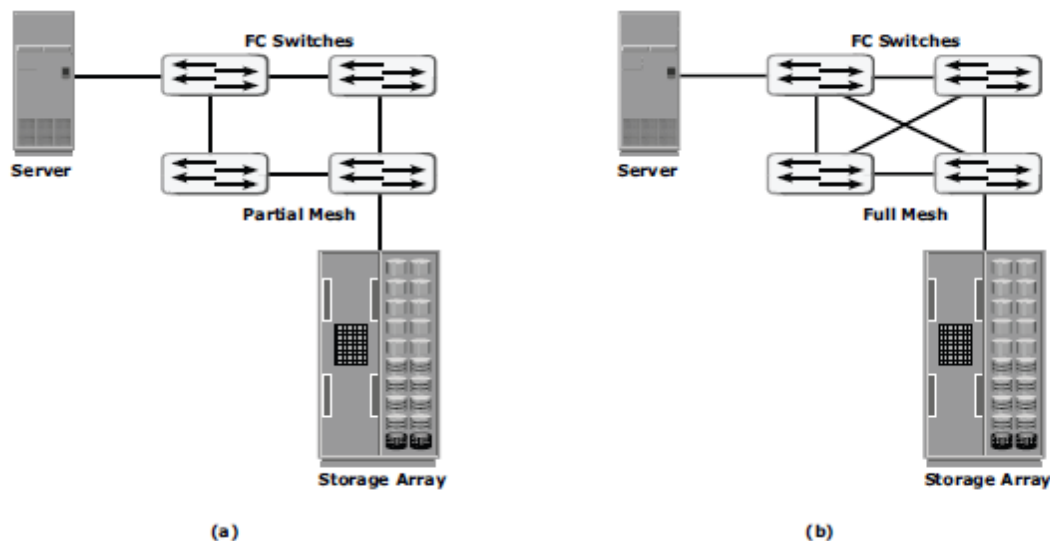 FC Switches
Server
Partial Mesh
Storage Array
(a)
FC Switches
Server
Full Mesh
Storage Array
(b)